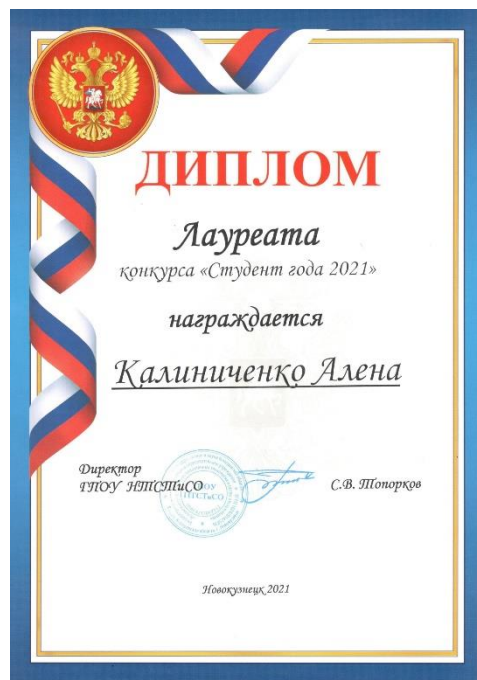 ДИПЛОМ
Лауреата
конкурса «Студент года 2021»
награждается
Калиниченко Алена
Директор
ГПОУ НТСТиСО
С.В. Топорков
Новокузнецк 2021